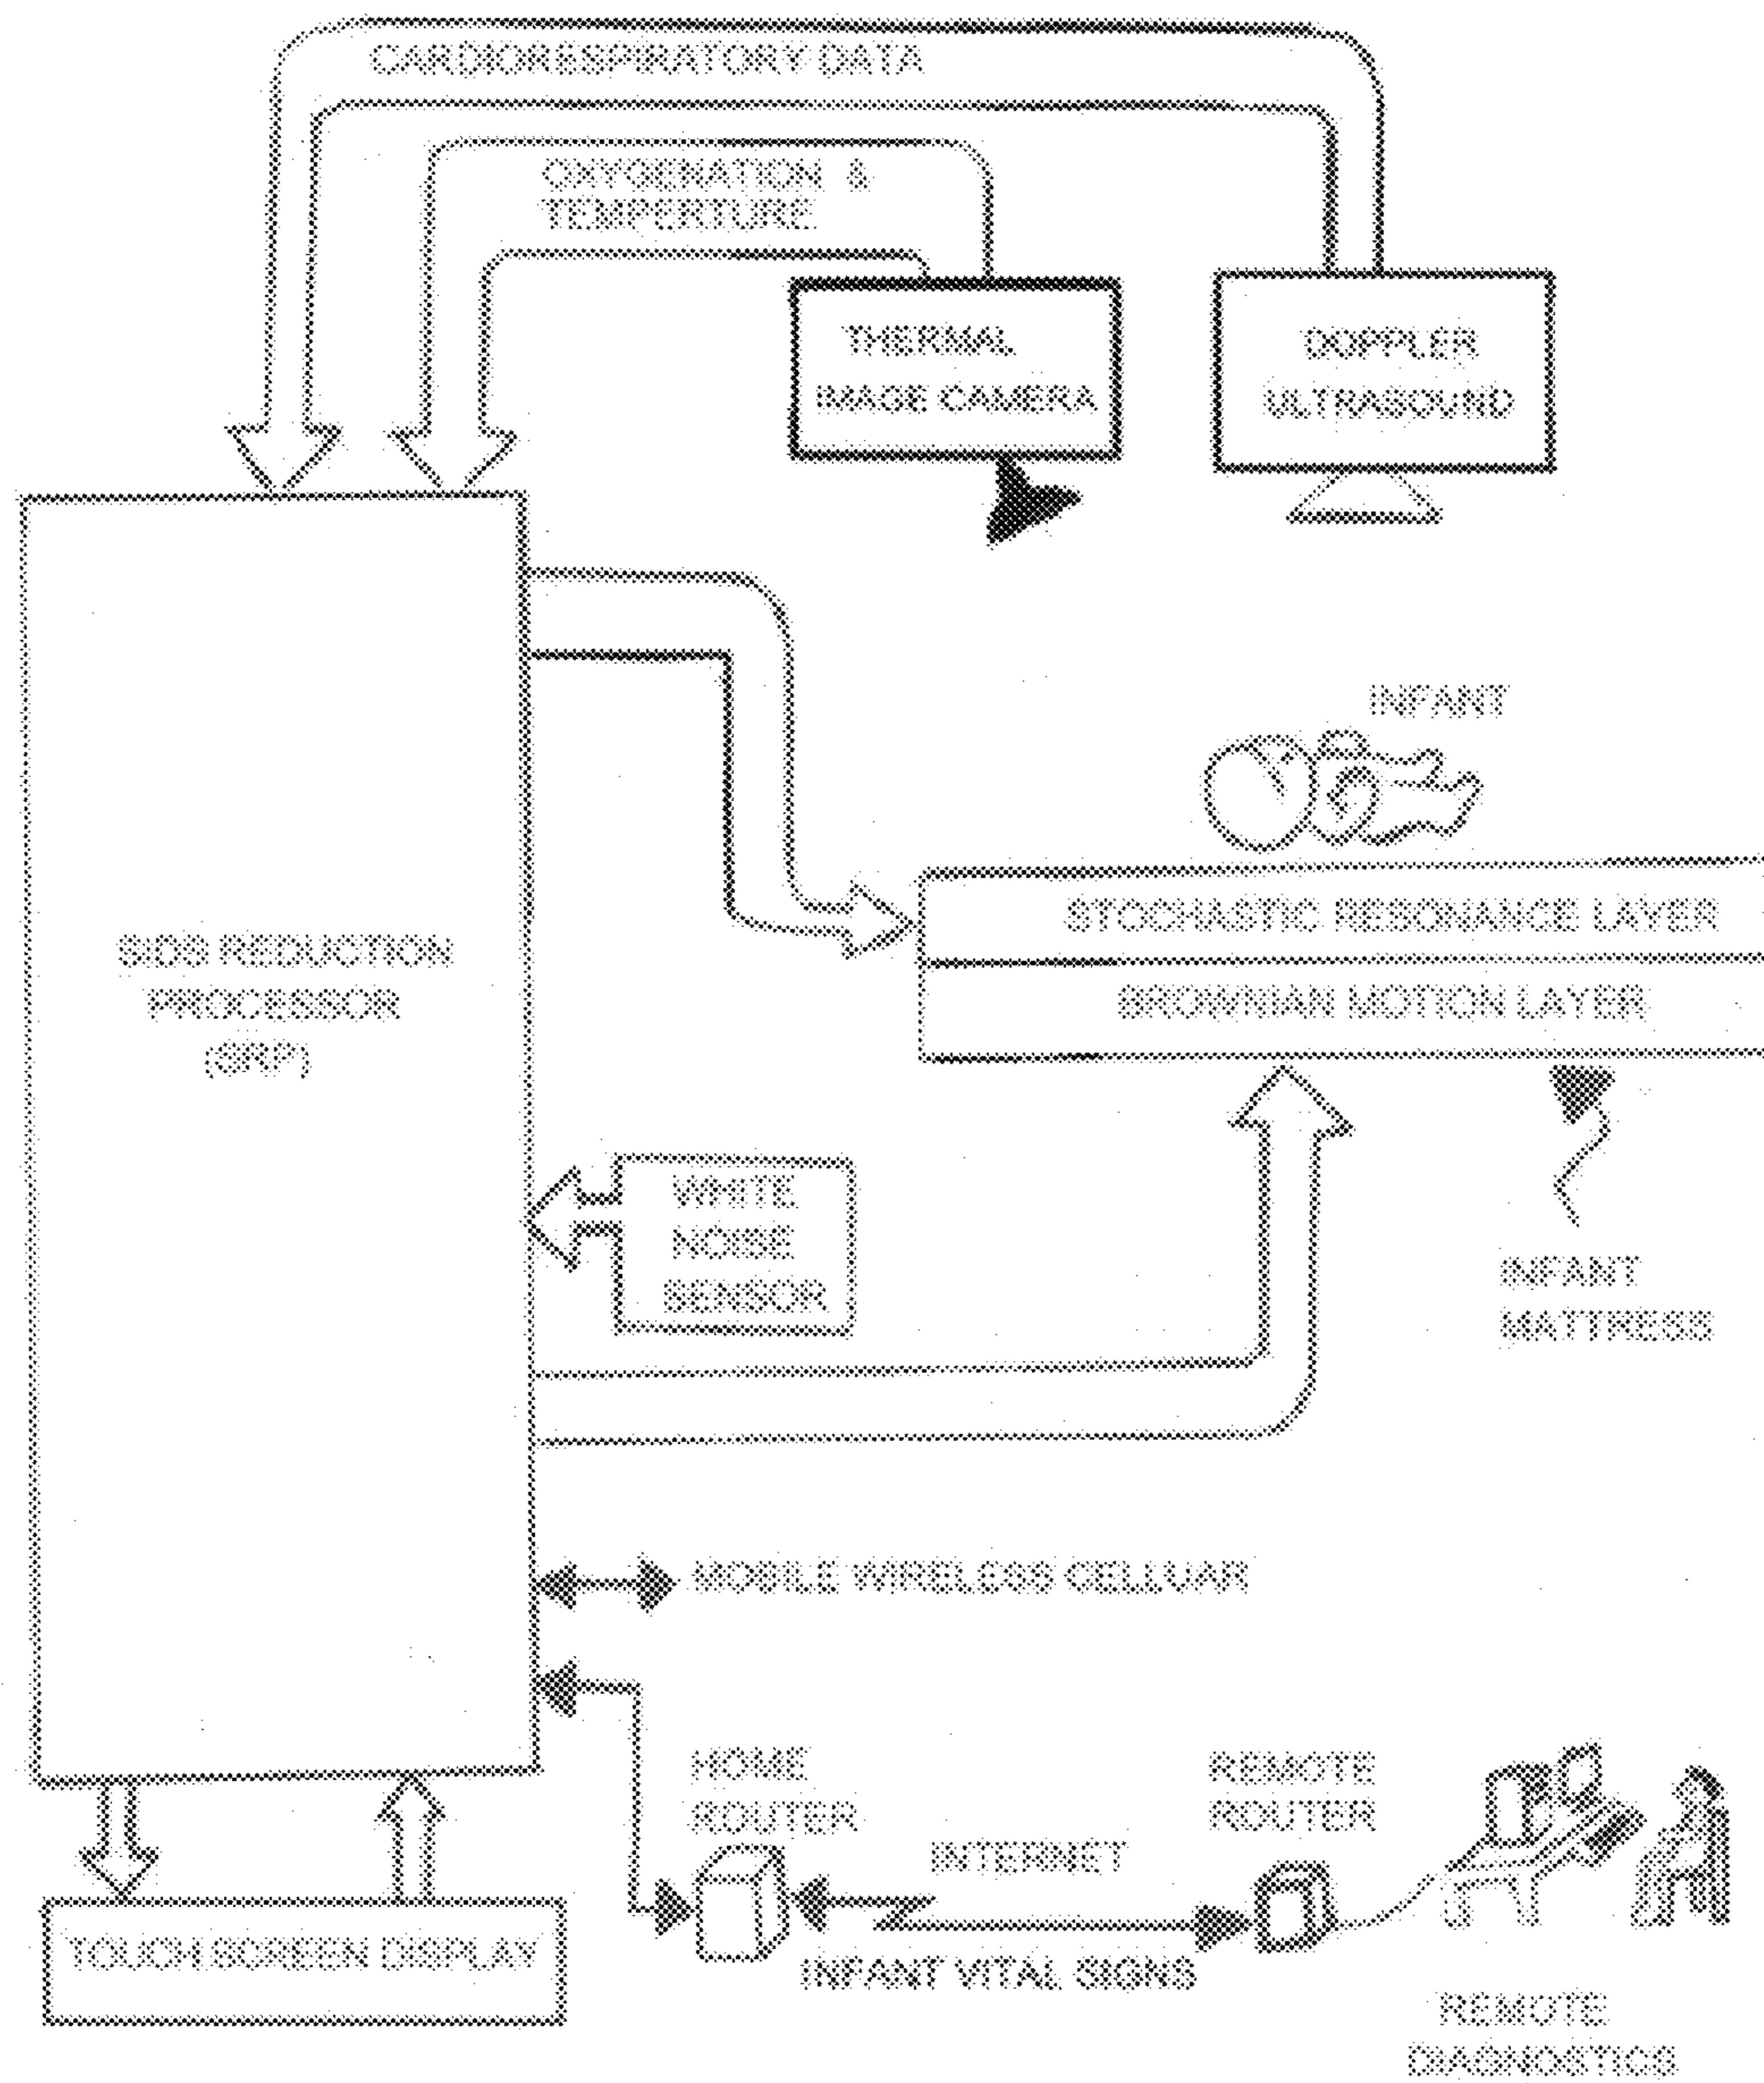 CARDIORESPIRATORY DATA
OXYGENATION &
TEMPERTURE
THERMAL
IMAGE CAMERA
DOPPLER
ULTRASOUND
INFANT
STOCHASTIC RESONANCE LAYER
BROWNIAN MOTION LAYER
SIDS REDUCTION
PROCESSOR
(SRP)
WHITE
NOISE
SENSOR
INFANT
MATTRESS
MOBILE WIRELESS CELLUAR
HOME
ROUTER
REMOTE
ROUTER
INTERNET
INFANT VITAL SIGNS
TOUCH SCREEN DISPLAY
REMOTE
DIAGNOSTICS